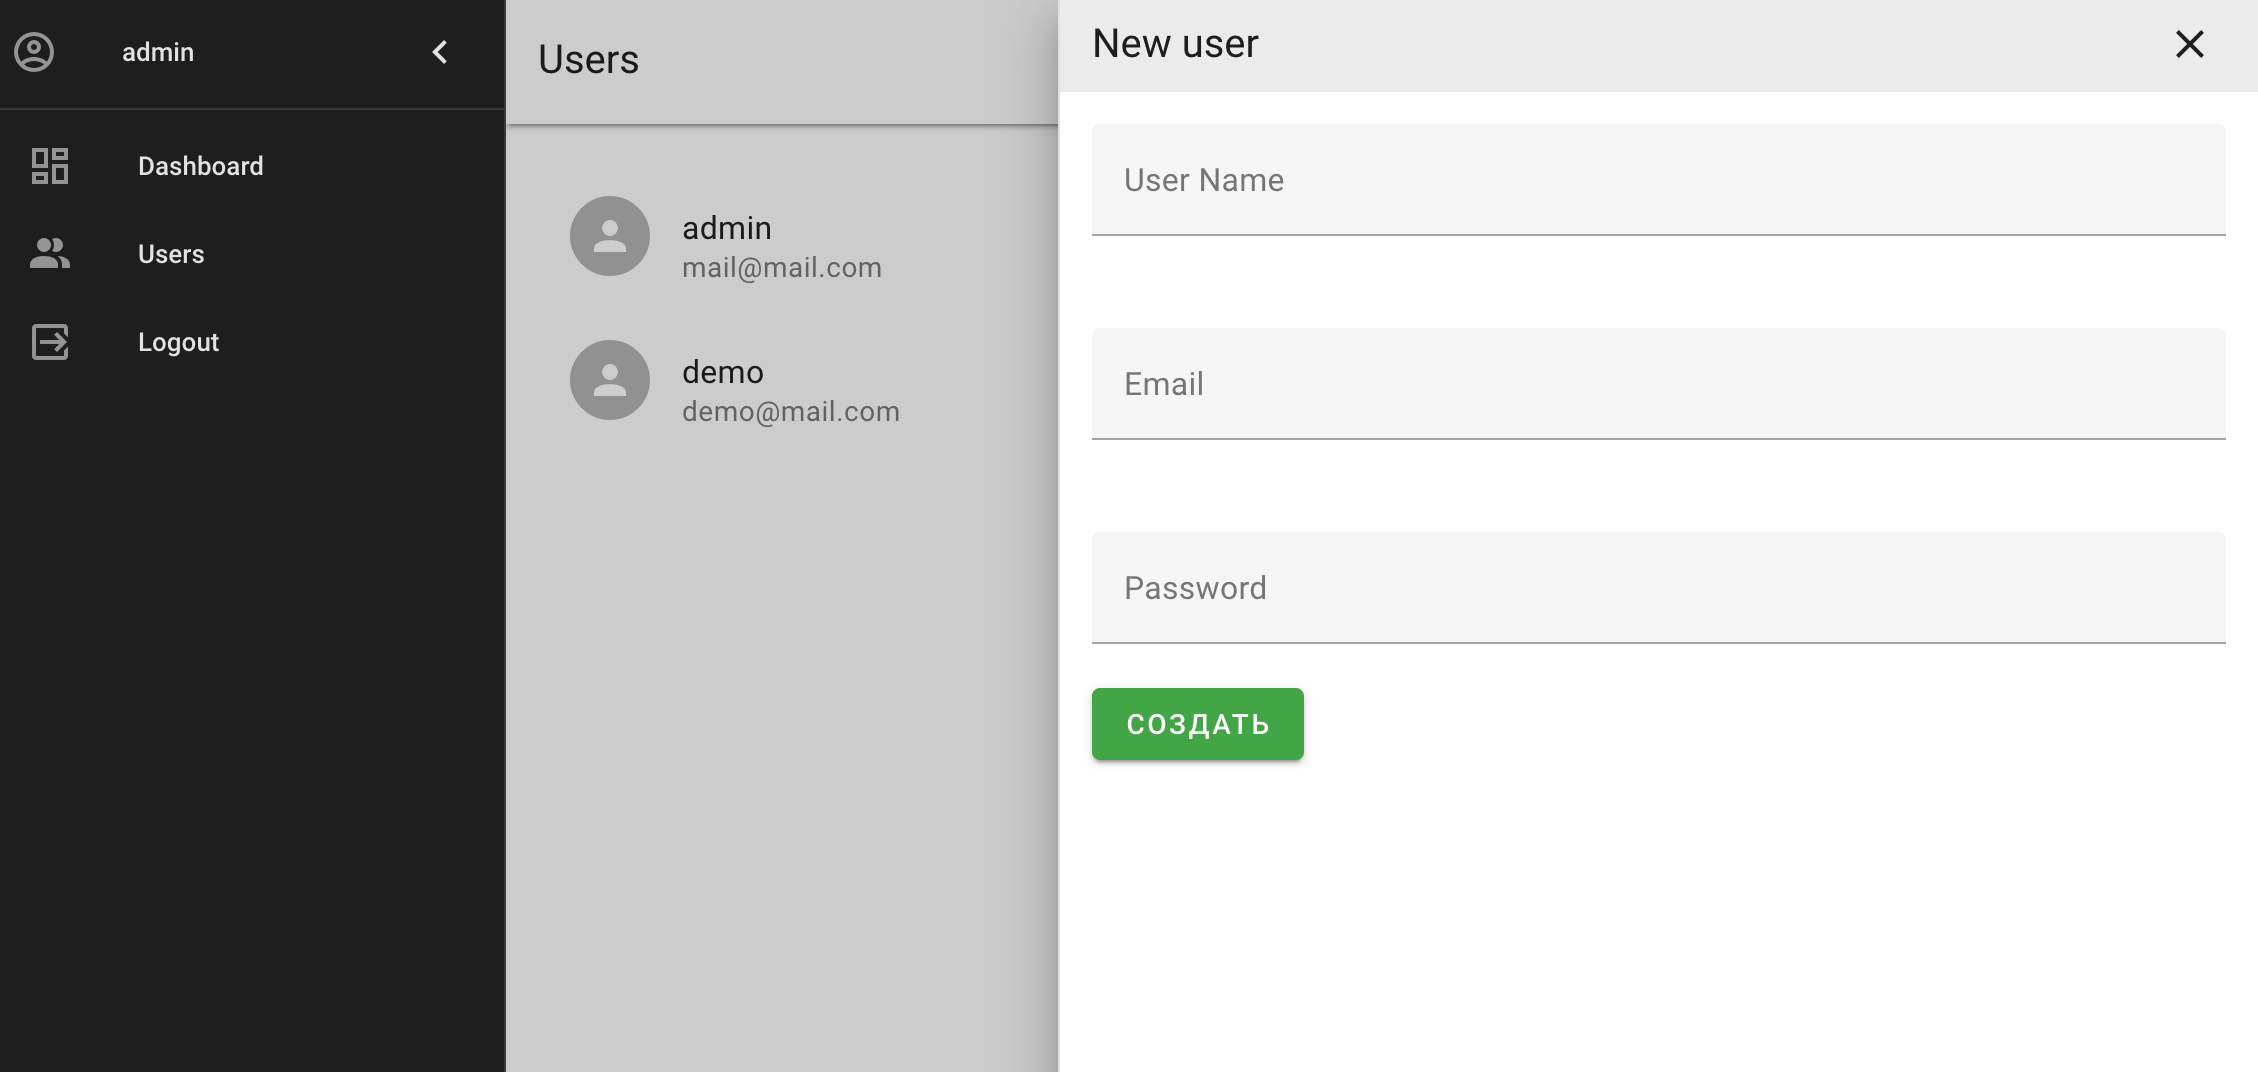 admin
Dashboard
Users
Logout
Users
admin
mail@mail.com
demo
demo@mail.com
New user
User Name
Email
Password
СОЗДАТЬ